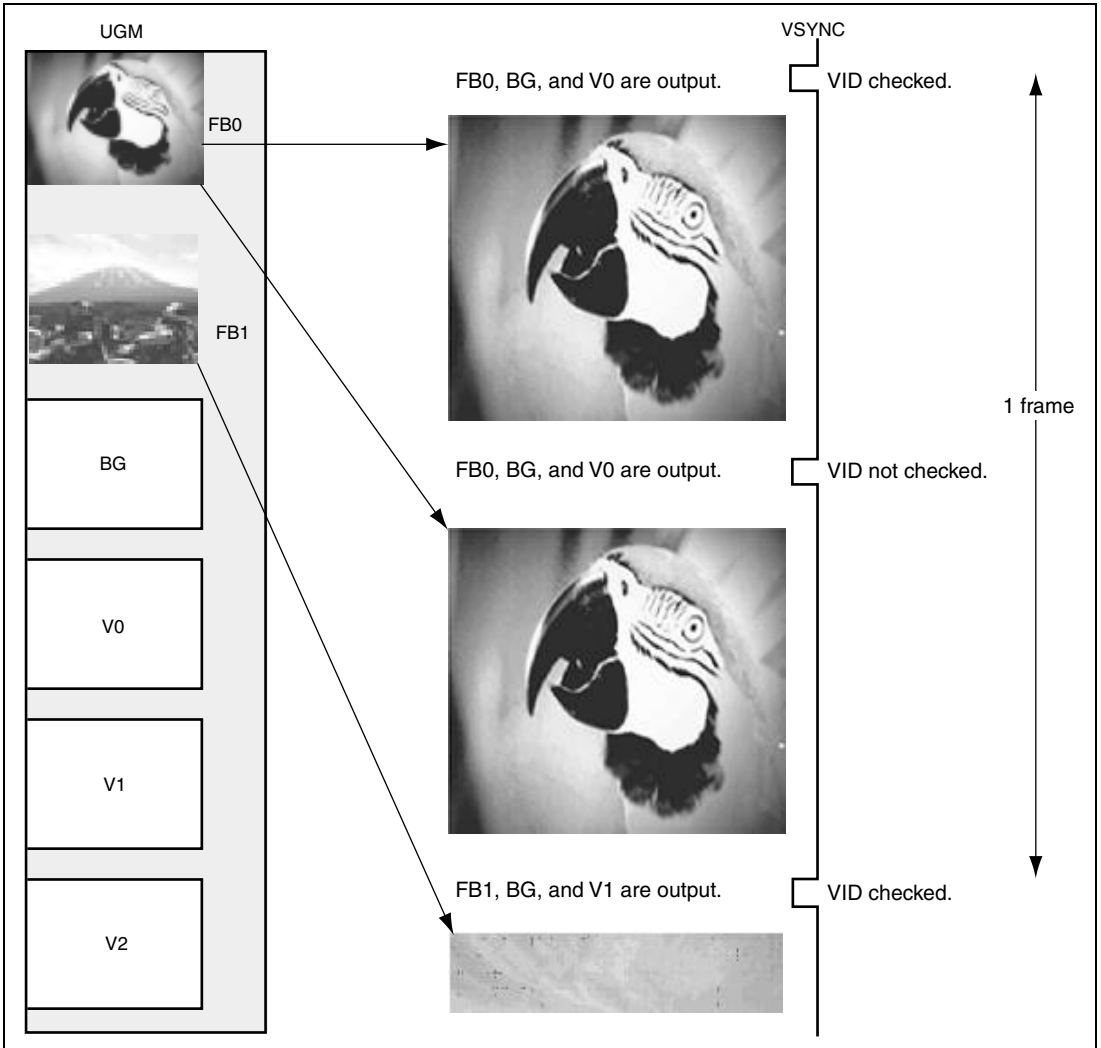 UGM
VSYNC
FB0, BG, and V0 are output.
VID checked.
FB0
FB1
1 frame
BG
FB0, BG, and V0 are output.
VID not checked.
V0
V1
FB1, BG, and V1 are output.
VID checked.
V2